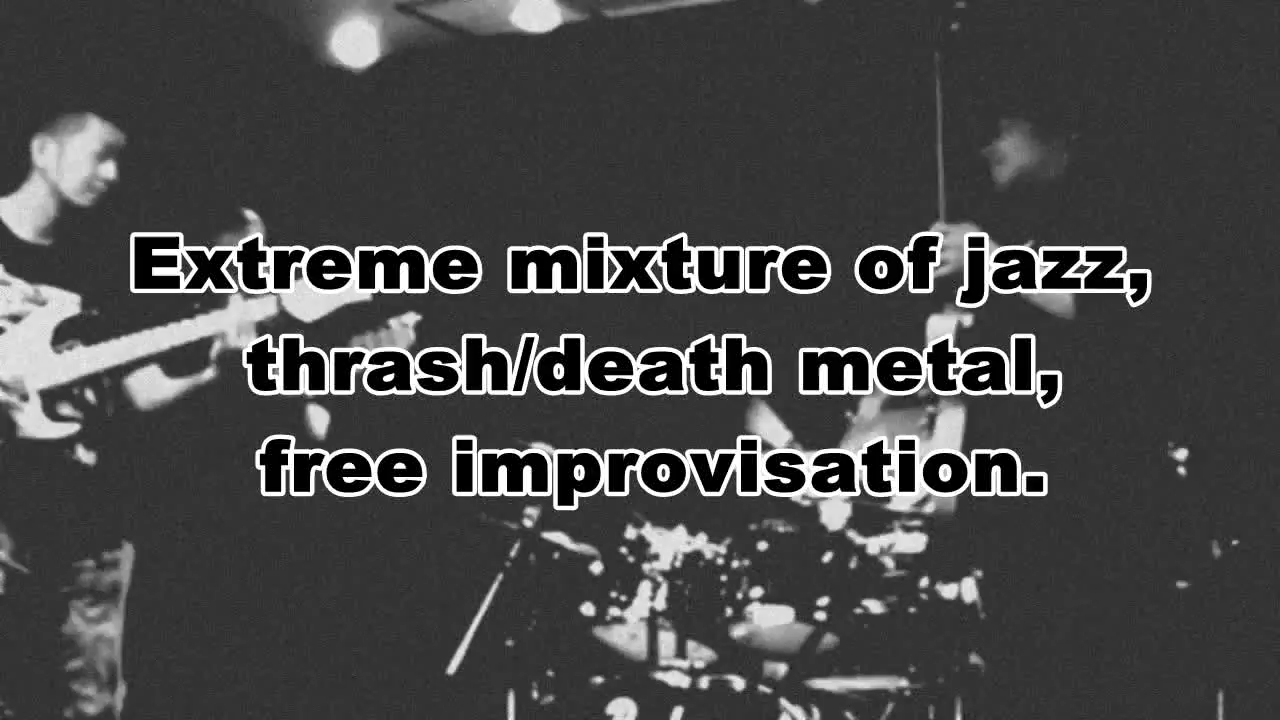 Extreme mixture of jazz,
thrash/death metal,
free improvisation.